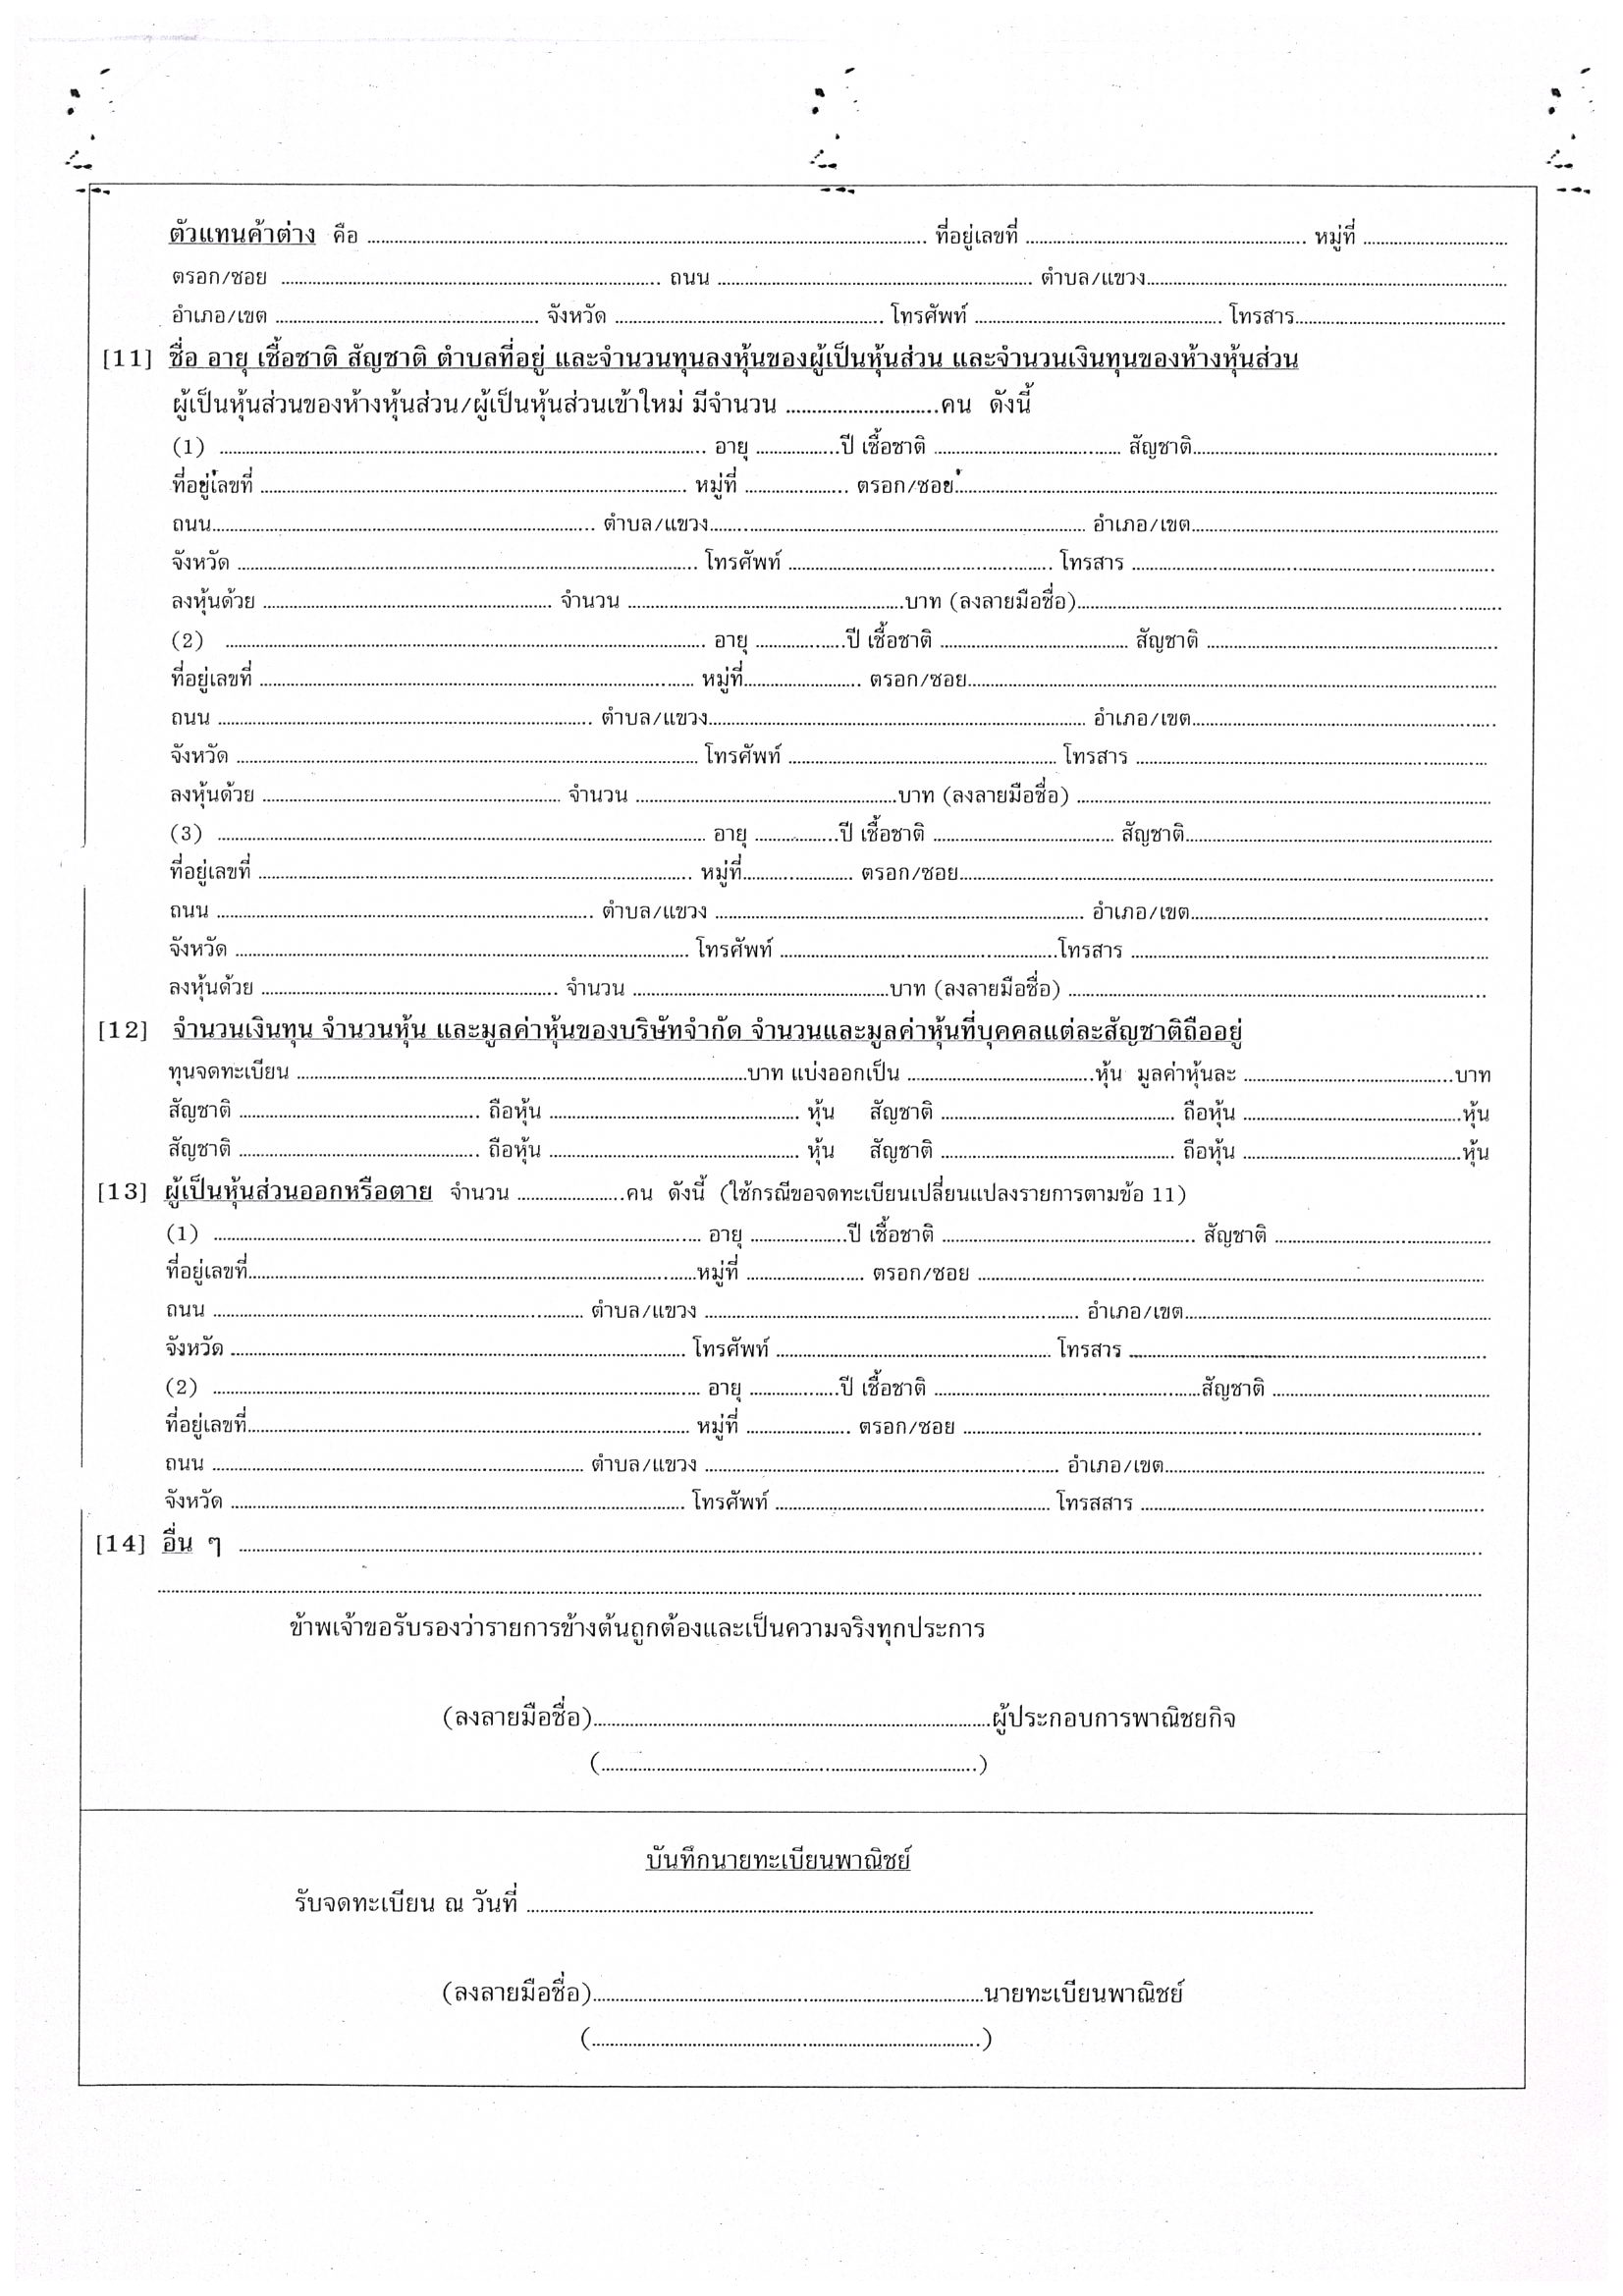 ตัวแทนค้าต่าง คือ ........................ ที่อยู่เลขที่ ........................ หมู่ที่ ........................
ตรอก/ซอย ........................ ถนน ........................ ตำบล/แขวง........................
อำเภอ/เขต ........................ จังหวัด ........................ โทรศัพท์ ........................ โทรสาร........................
[11] ชื่อ อายุ เชื้อชาติ สัญชาติ ตำบลที่อยู่ และจำนวนทุนลงหุ้นของผู้เป็นหุ้นส่วน และจำนวนเงินทุนของห้างหุ้นส่วน
ผู้เป็นหุ้นส่วนของห้างหุ้นส่วน/ผู้เป็นหุ้นส่วนเข้าใหม่ มีจำนวน ........................คน ดังนี้
(1) ........................ อายุ ............ปี เชื้อชาติ ........................ สัญชาติ........................
ที่อยู่เลขที่ ........................ หมู่ที่ ............ ตรอก/ซอย........................
ถนน........................ ตำบล/แขวง........................ อำเภอ/เขต........................
จังหวัด ........................ โทรศัพท์ ........................ โทรสาร ........................
ลงหุ้นด้วย ........................ จำนวน ........................บาท (ลงลายมือชื่อ)........................
(2) ........................ อายุ ............ปี เชื้อชาติ ........................ สัญชาติ ........................
ที่อยู่เลขที่ ........................ หมู่ที่............ ตรอก/ซอย........................
ถนน ........................ ตำบล/แขวง........................ อำเภอ/เขต........................
จังหวัด ........................ โทรศัพท์ ........................ โทรสาร ........................
ลงหุ้นด้วย ........................ จำนวน ........................บาท (ลงลายมือชื่อ) ........................
(3) ........................ อายุ ............ปี เชื้อชาติ ........................ สัญชาติ........................
ที่อยู่เลขที่ ........................ หมู่ที่............ ตรอก/ซอย........................
ถนน ........................ ตำบล/แขวง ........................ อำเภอ/เขต........................
จังหวัด ........................ โทรศัพท์ ........................โทรสาร ........................
ลงหุ้นด้วย ........................ จำนวน ........................บาท (ลงลายมือชื่อ) ........................
[12] จำนวนเงินทุน จำนวนหุ้น และมูลค่าหุ้นของบริษัทจำกัด จำนวนและมูลค่าหุ้นที่บุคคลแต่ละสัญชาติถืออยู่
ทุนจดทะเบียน ........................บาท แบ่งออกเป็น ........................หุ้น มูลค่าหุ้นละ ........................บาท
สัญชาติ ........................ ถือหุ้น ........................ หุ้น สัญชาติ ........................ ถือหุ้น ........................หุ้น
สัญชาติ ........................ ถือหุ้น ........................ หุ้น สัญชาติ ........................ ถือหุ้น ........................หุ้น
[13] ผู้เป็นหุ้นส่วนออกหรือตาย จำนวน ............คน ดังนี้ (ใช้กรณีขอจดทะเบียนเปลี่ยนแปลงรายการตามข้อ 11)
(1) ........................ อายุ ............ปี เชื้อชาติ ........................ สัญชาติ ........................
ที่อยู่เลขที่........................หมู่ที่ ............ ตรอก/ซอย ........................
ถนน ........................ ตำบล/แขวง ........................ อำเภอ/เขต........................
จังหวัด ........................ โทรศัพท์ ........................ โทรสาร ........................
(2) ........................ อายุ ............ปี เชื้อชาติ ........................สัญชาติ ........................
ที่อยู่เลขที่........................ หมู่ที่ ............ ตรอก/ซอย ........................
ถนน ........................ ตำบล/แขวง ........................ อำเภอ/เขต........................
จังหวัด ........................ โทรศัพท์ ........................ โทรสสาร ........................
[14] อื่น ๆ ........................
........................
ข้าพเจ้าขอรับรองว่ารายการข้างต้นถูกต้องและเป็นความจริงทุกประการ
(ลงลายมือชื่อ)........................ผู้ประกอบการพาณิชยกิจ
(........................)
บันทึกนายทะเบียนพาณิชย์
รับจดทะเบียน ณ วันที่ ........................
(ลงลายมือชื่อ)........................นายทะเบียนพาณิชย์
(........................)